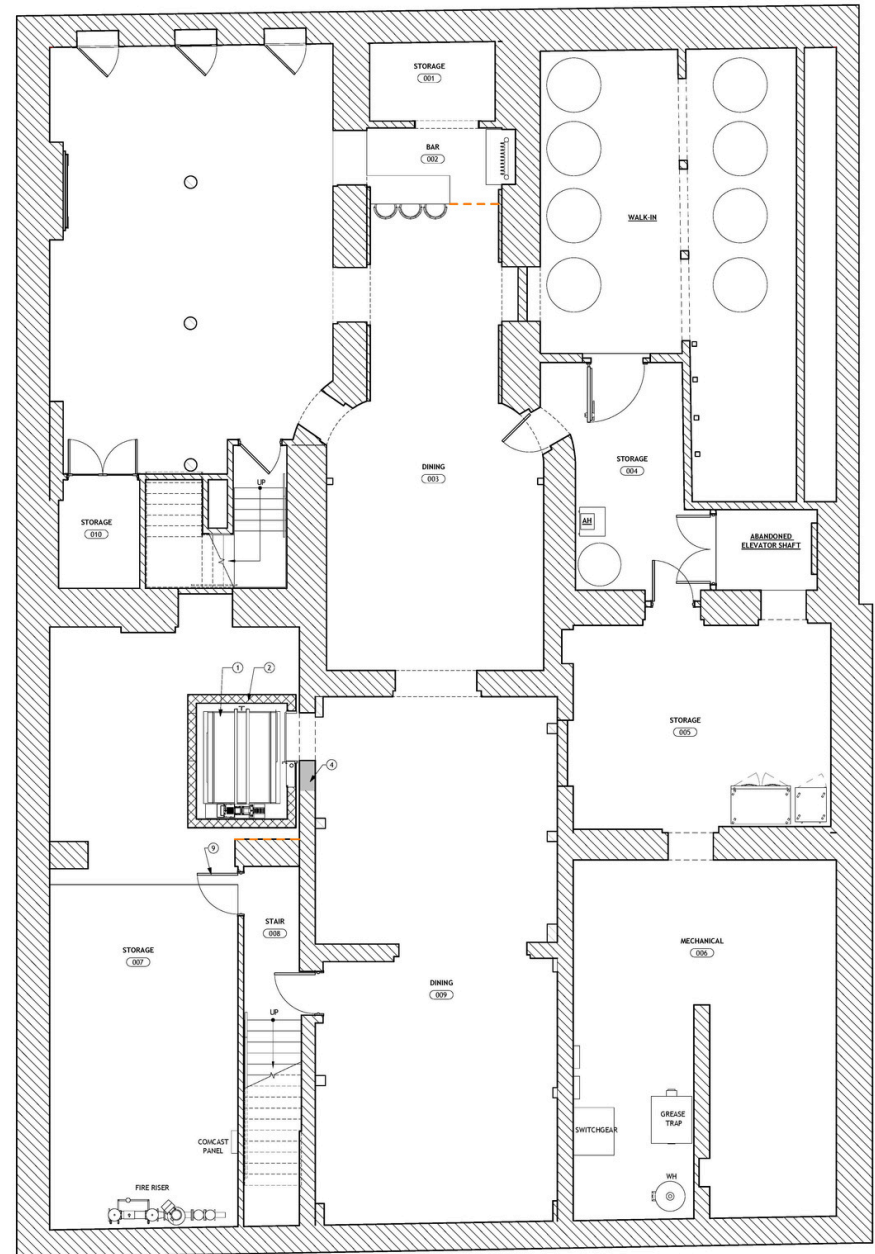 STORAGE
001
BAR
002
WALK-IN
DINING
003
STORAGE
004
UP
AH
STORAGE
010
ABANDONED
ELEVATOR SHAFT
1
2
STORAGE
005
4
9
STAIR
008
STORAGE
007
MECHANICAL
006
DINING
009
UP
COMCAST
PANEL
SWITCHGEAR
GREASE
TRAP
WH
FIRE RISER